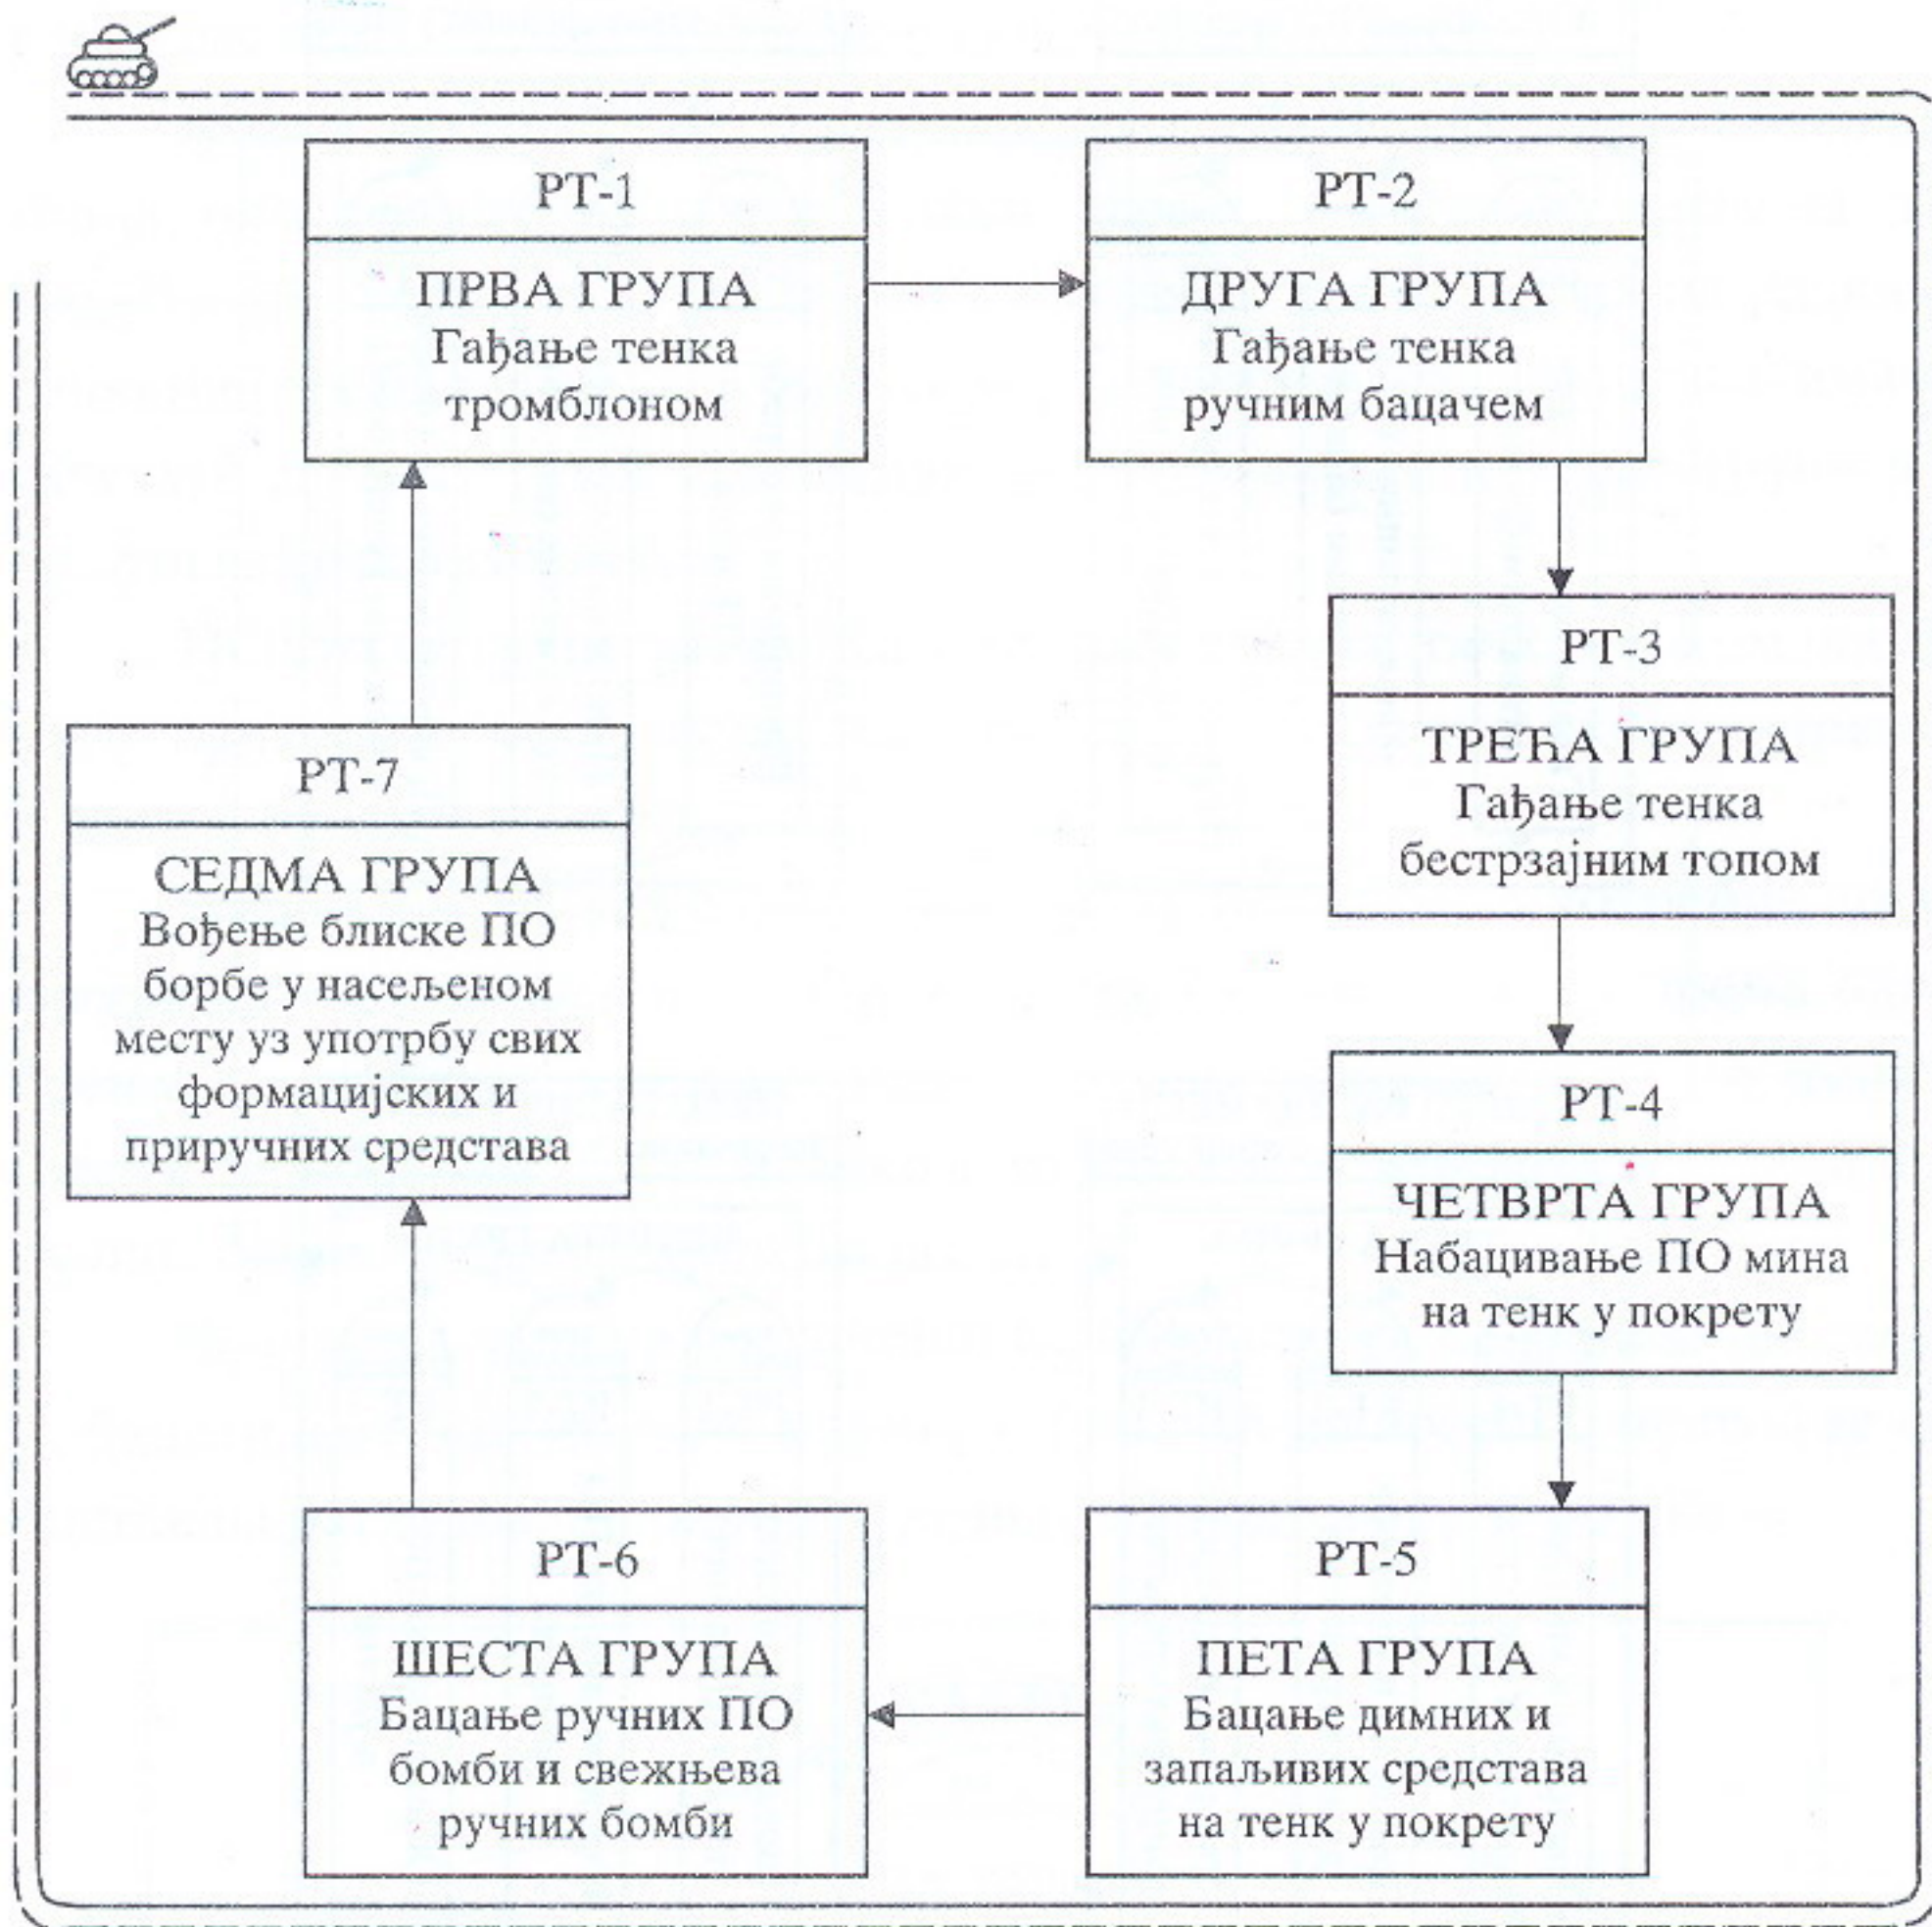 РТ-1
ПРВА ГРУПА
Гађање тенка
тромблоном
РТ-2
ДРУГА ГРУПА
Гађање тенка
ручним бацачем
РТ-3
ТРЕЋА ГРУПА
Гађање тенка
бестрзајним топом
РТ-4
ЧЕТВРТА ГРУПА
Набацивање ПО мина
на тенк у покрету
РТ-5
ПЕТА ГРУПА
Бацање димних и
запаљивих средстава
на тенк у покрету
РТ-6
ШЕСТА ГРУПА
Бацање ручних ПО
бомби и свежњева
ручних бомби
РТ-7
СЕДМА ГРУПА
Вођење блиске ПО
борбе у насељеном
месту уз употрбу свих
формацијских и
приручних средстава